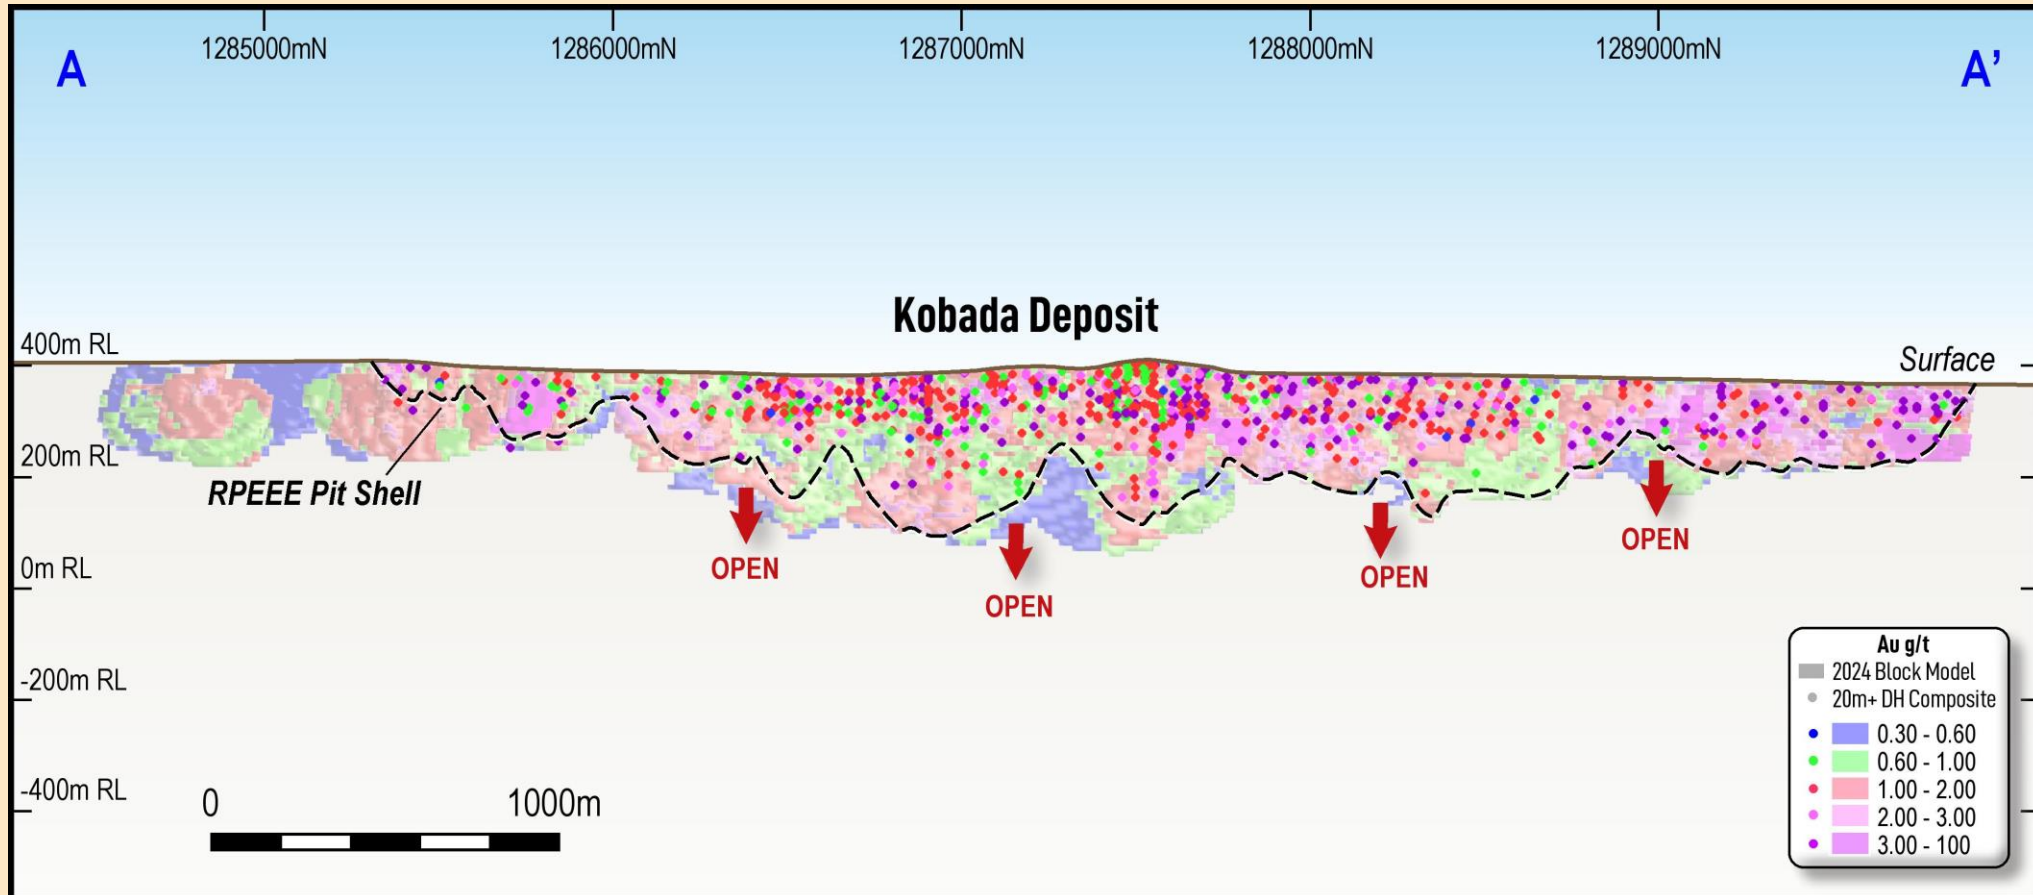 1285000mN
1286000mN
1287000mN
1288000mN
1289000mN
A
A’
Kobada Deposit
400m RL
Surface
200m RL
RPEEE Pit Shell
0m RL
OPEN
OPEN
OPEN
OPEN
-200m RL
-400m RL
0
1000m
Au g/t
2024 Block Model
20m+ DH Composite
0.30 - 0.60
0.60 - 1.00
1.00 - 2.00
2.00 - 3.00
3.00 - 100